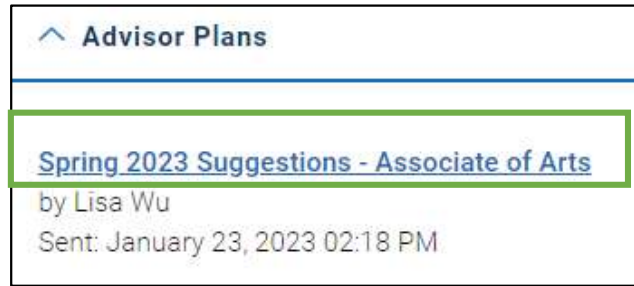 Advisor Plans
Spring 2023 Suggestions - Associate of Arts
by Lisa Wu
Sent: January 23, 2023 02:18 PM